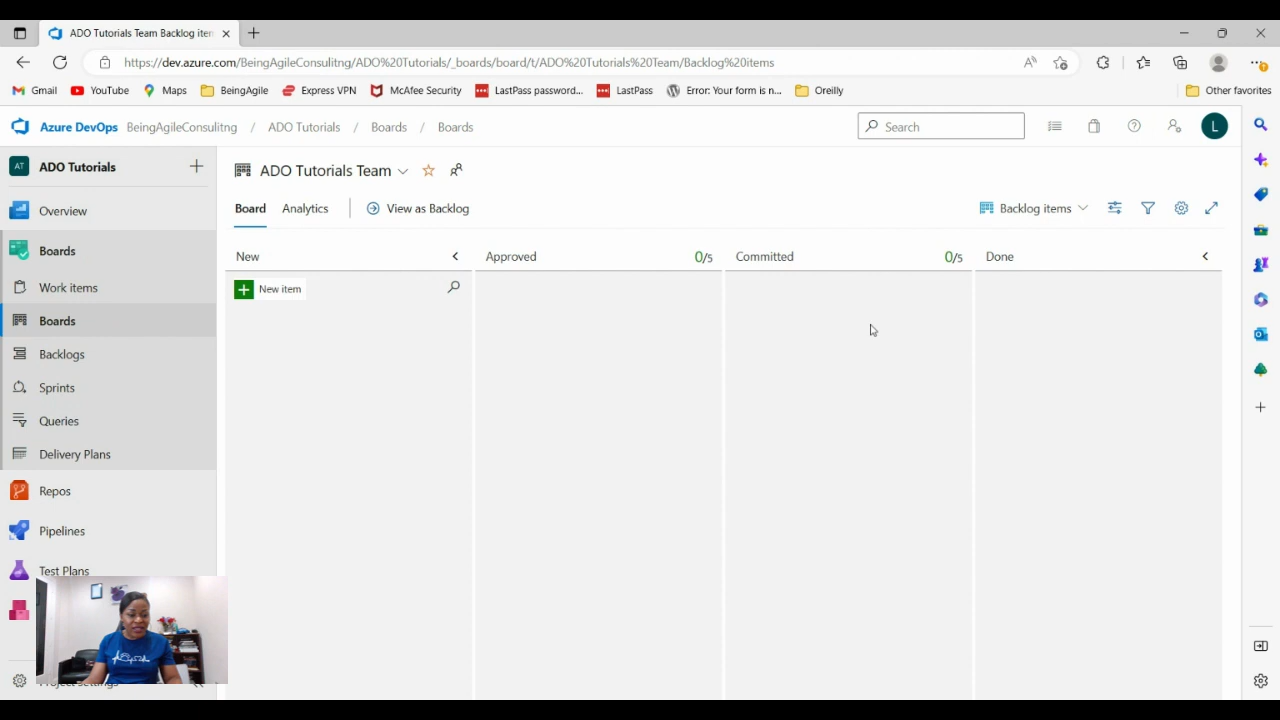 ADO Tutorials Team Backlog iten
https://dev.azure.com/BeingAgileConsulitng/ADO%20Tutorials/_boards/board/t/ADO%20Tutorials%20Team/Backlog%20items
Gmail YouTube Maps BeingAgile Express VPN McAfee Security LastPass password... LastPass Error: Your form is n... Oreilly Other favorites
Azure DevOps BeingAgileConsulitng / ADO Tutorials / Boards / Boards Search L
AT ADO Tutorials
ADO Tutorials Team
Overview
Board Analytics View as Backlog Backlog items
Boards
New Approved 0/5 Committed 0/5 Done
Work items
New item
Boards
Backlogs
Sprints
Queries
Delivery Plans
Repos
Pipelines
Test Plans